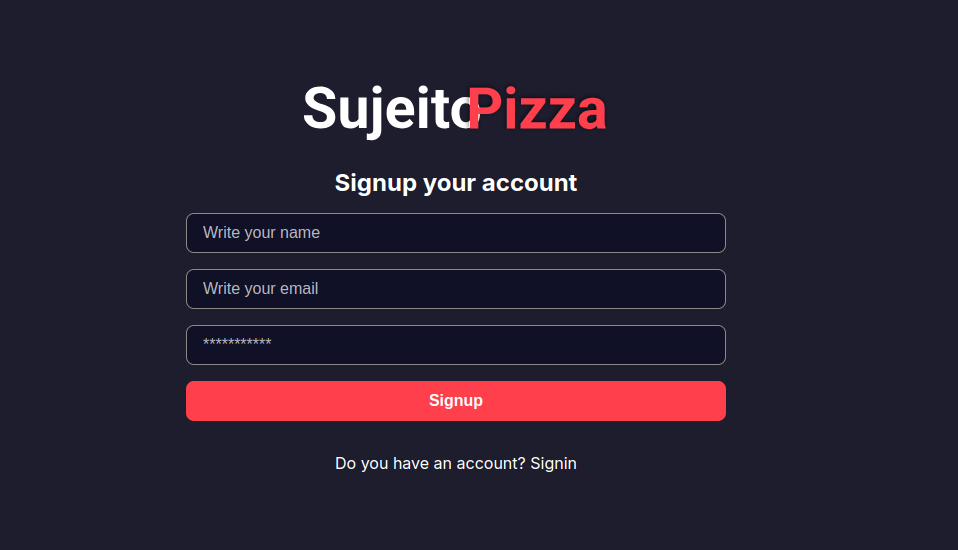 SujeitoPizza
Signup your account
Write your name
Write your email
***********
Signup
Do you have an account? Signin